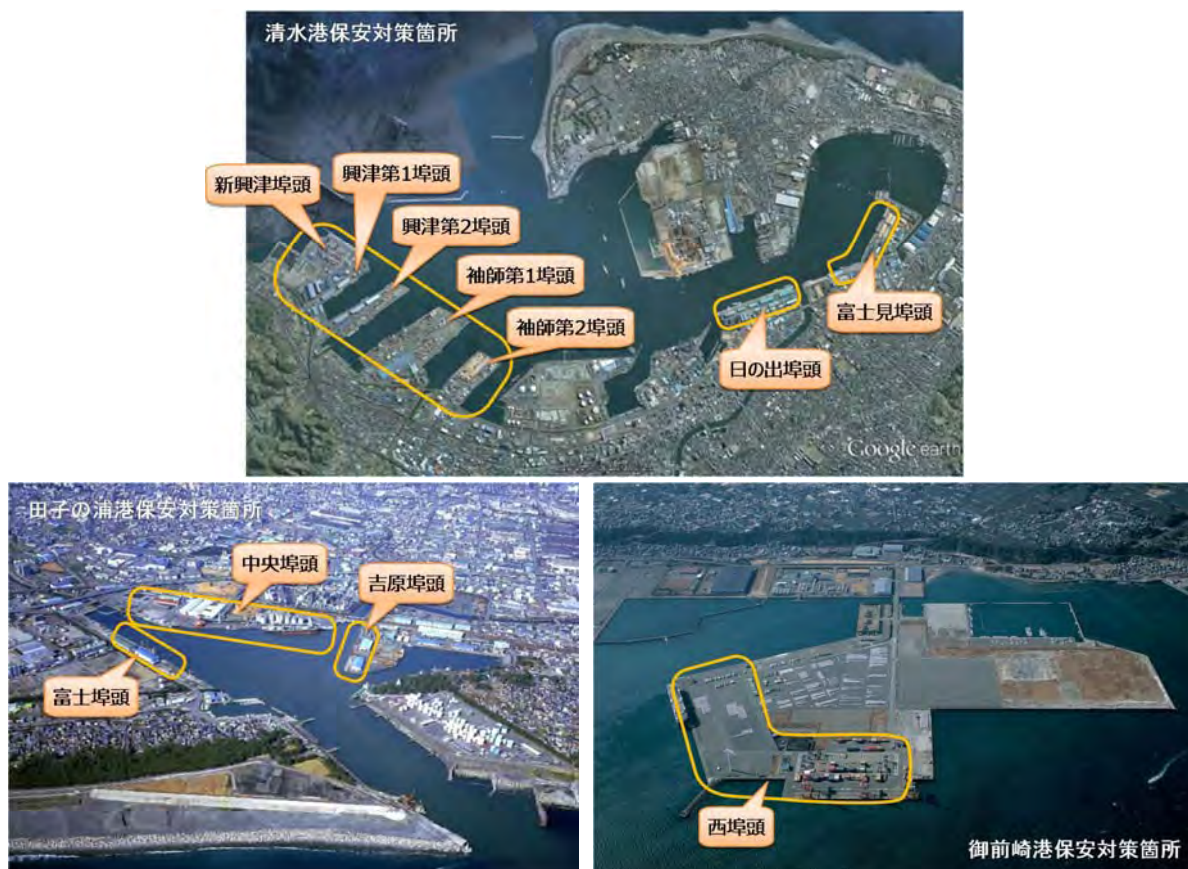 清水港保安対策箇所
新興津埠頭
興津第1埠頭
興津第2埠頭
袖師第1埠頭
袖師第2埠頭
日の出埠頭
富士見埠頭
Google earth
田子の浦港保安対策箇所
中央埠頭
吉原埠頭
富士埠頭
西埠頭
御前崎港保安対策箇所